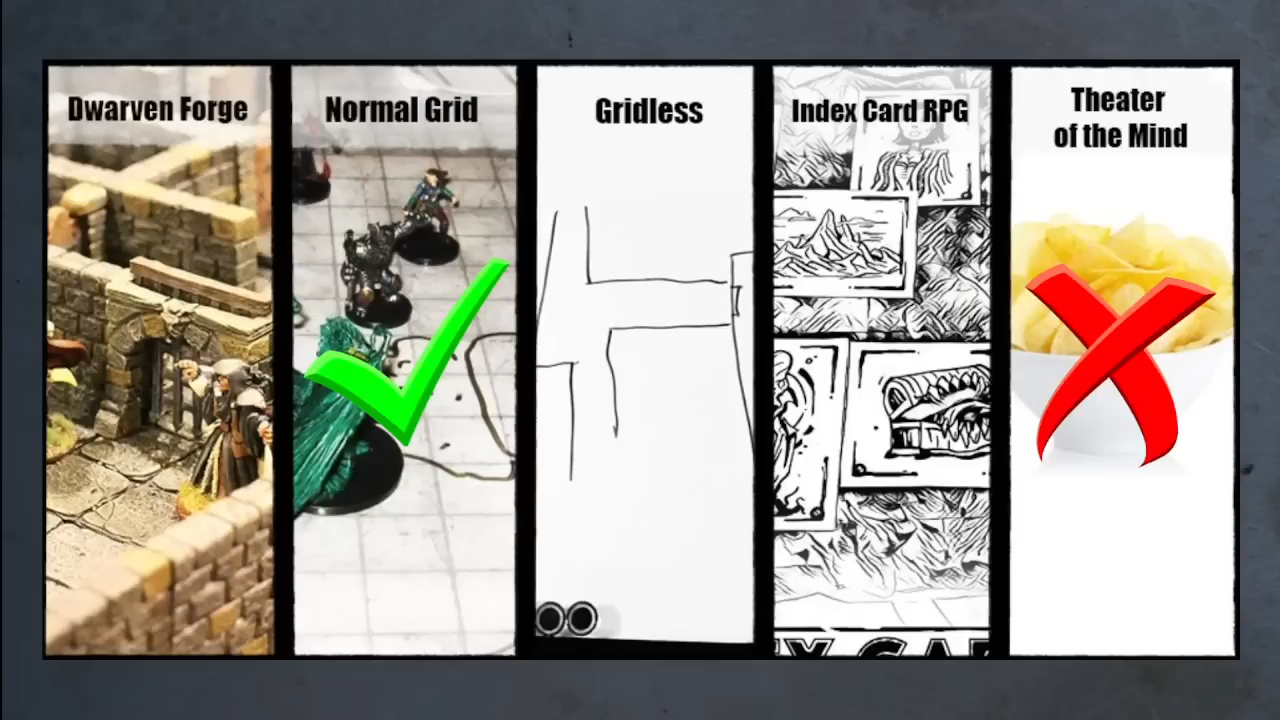 Dwarven Forge
Normal Grid
Gridless
Index Card RPG
Theater
of the Mind